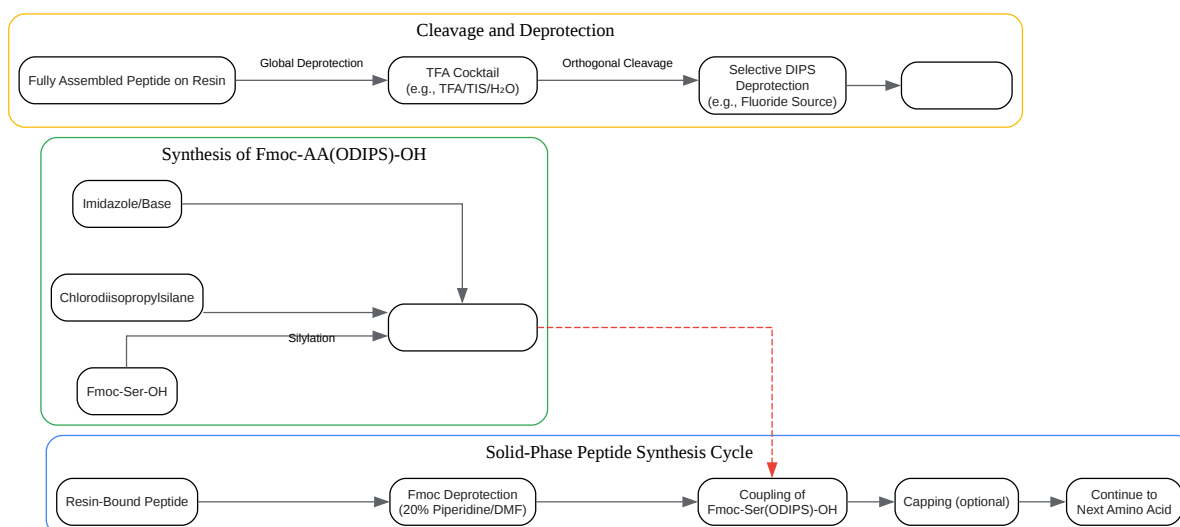 Cleavage and Deprotection
Fully Assembled Peptide on Resin
Global Deprotection
TFA Cocktail
(e.g., TFA/TIS/H₂O)
Orthogonal Cleavage
Selective DIPS
Deprotection
(e.g., Fluoride Source)
Synthesis of Fmoc-AA(ODIPS)-OH
Imidazole/Base
Chlorodiisopropylsilane
Silylation
Fmoc-Ser-OH
Solid-Phase Peptide Synthesis Cycle
Resin-Bound Peptide
Fmoc Deprotection
(20% Piperidine/DMF)
Coupling of
Fmoc-Ser(ODIPS)-OH
Capping (optional)
Continue to
Next Amino Acid